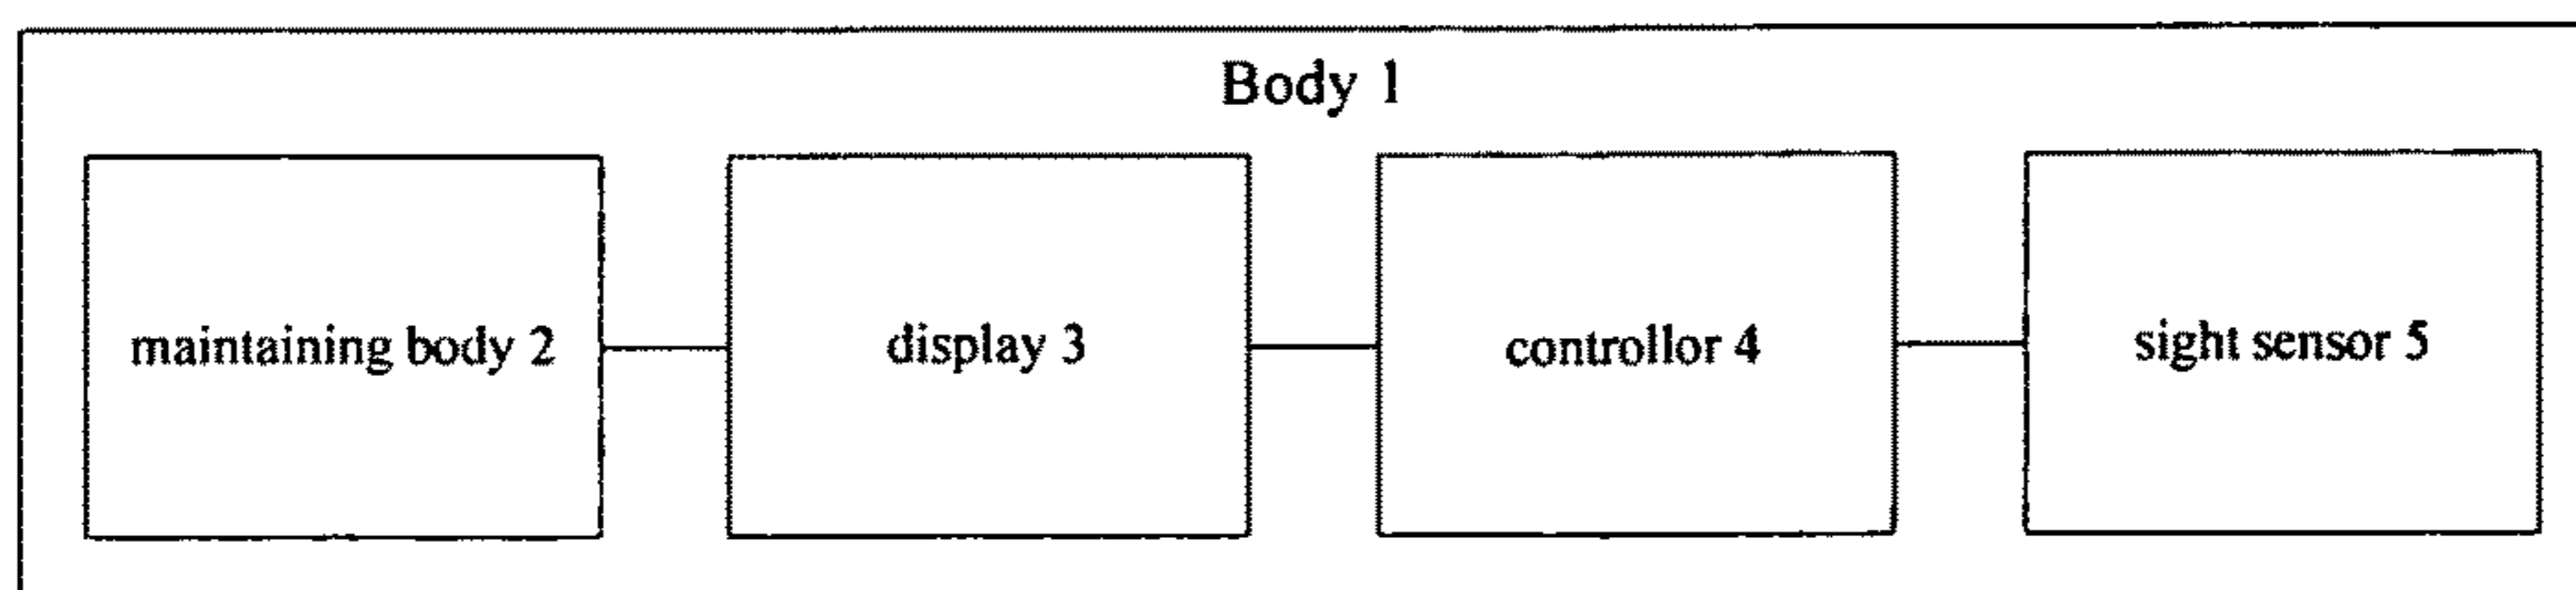 Body 1
maintaining body 2
display 3
controllor 4
sight sensor 5